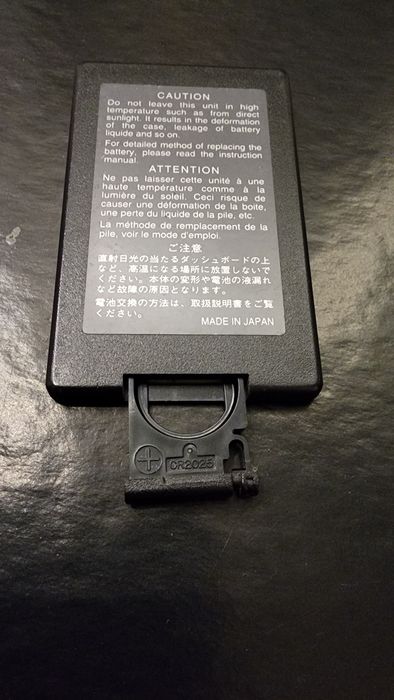 CAUTION
Do not leave this unit in high
temperature such as from direct
sunlight. It results in the deformation
of the case, leakage of battery
liquide and so on.
For detailed method of replacing the
battery, please read the instruction
manual.
ATTENTION
Ne pas laisser cette unité à une
haute température comme à la
lumière du soleil. Ceci risque de
causer une déformation de la boite,
une perte du liquide de la pile, etc.
La méthode de remplacement de la
pile, voir le mode d'emploi.
ご注意
直射日光の当たるダッシュボードの上
など、高温になる場所に放置しないで
ください。本体の変形や電池の液漏れ
など故障の原因となります。
電池交換の方法は、取扱説明書をご覧
ください。
MADE IN JAPAN
CR2025